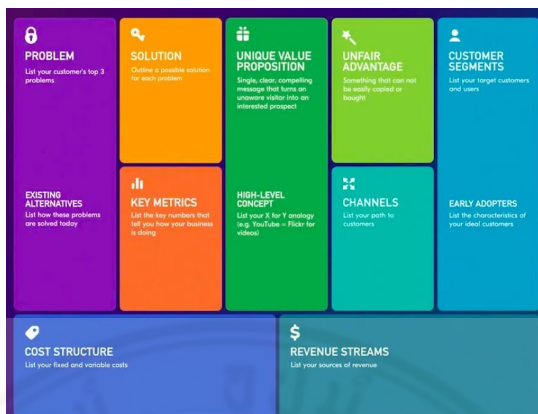 PROBLEM
List your customer's top 3
problems
EXISTING
ALTERNATIVES
List how these problems
are solved today
SOLUTION
Outline a possible solution
for each problem
KEY METRICS
List the key numbers that
tell you how your business
is doing
UNIQUE VALUE
PROPOSITION
Single, clear, compelling
message that turns an
unaware visitor into an
interested prospect
HIGH-LEVEL
CONCEPT
List your X for Y analogy
(e.g. YouTube = Flickr for
videos)
UNFAIR
ADVANTAGE
Something that can not
be easily copied or
bought
CHANNELS
List your path to
customers
CUSTOMER
SEGMENTS
List your target customers
and users
EARLY ADOPTERS
List the characteristics of
your ideal customers
COST STRUCTURE
List your fixed and variable costs
$
REVENUE STREAMS
List your sources of revenue